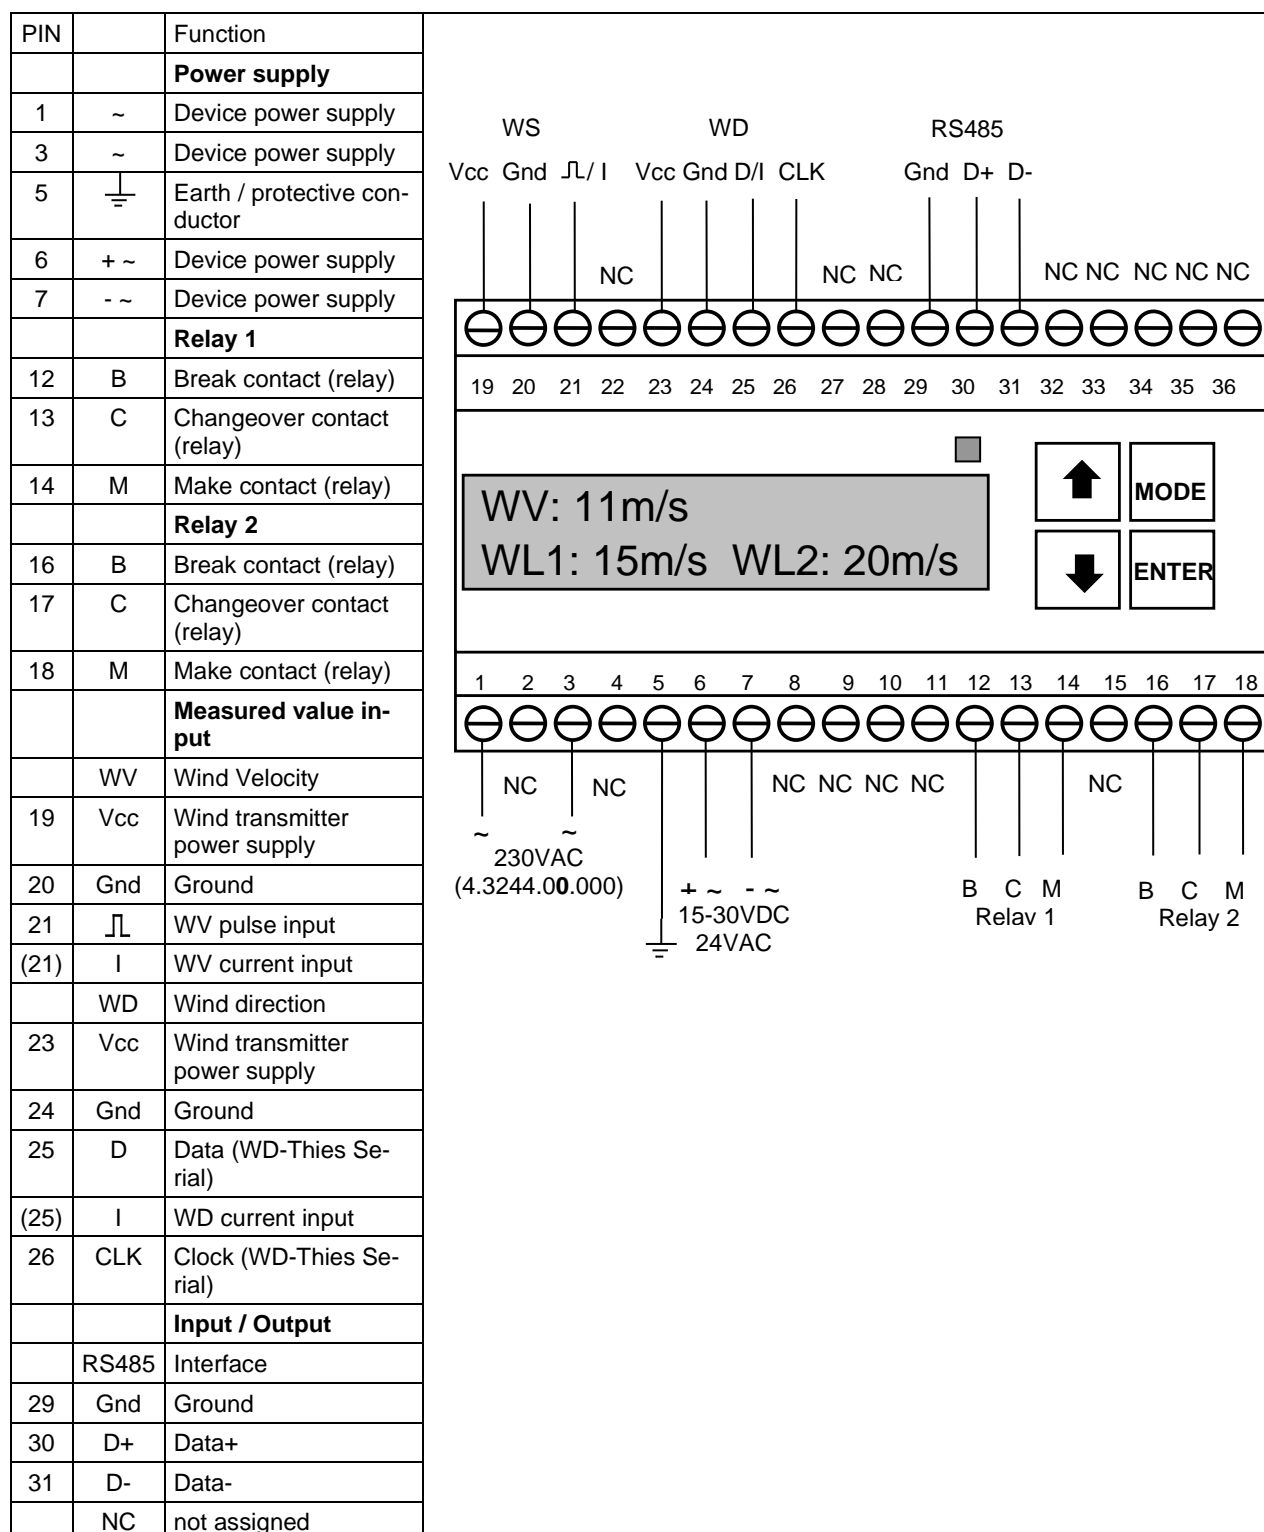 PIN Function
Power supply
1 ~ Device power supply
3 ~ Device power supply
5 Earth / protective con-
ductor
6 + ~ Device power supply
7 - ~ Device power supply
Relay 1
12 B Break contact (relay)
13 C Changeover contact
(relay)
14 M Make contact (relay)
Relay 2
16 B Break contact (relay)
17 C Changeover contact
(relay)
18 M Make contact (relay)
Measured value in-
put
WV Wind Velocity
19 Vcc Wind transmitter
power supply
20 Gnd Ground
21 WV pulse input
(21) I WV current input
WD Wind direction
23 Vcc Wind transmitter
power supply
24 Gnd Ground
25 D Data (WD-Thies Se-
rial)
(25) I WD current input
26 CLK Clock (WD-Thies Se-
rial)
Input / Output
RS485 Interface
29 Gnd Ground
30 D+ Data+
31 D- Data-
NC not assigned
WS WD RS485
Vcc Gnd / I Vcc Gnd D/I CLK Gnd D+ D-
NC NC NC NC NC NC NC NC
19 20 21 22 23 24 25 26 27 28 29 30 31 32 33 34 35 36
WV: 11m/s
WL1: 15m/s WL2: 20m/s
MODE
ENTER
1 2 3 4 5 6 7 8 9 10 11 12 13 14 15 16 17 18
NC NC NC NC NC NC NC
~ ~
230VAC
(4.3244.00.000)
+ ~ - ~
15-30VDC
24VAC
B C M
Relay 1
B C M
Relay 2